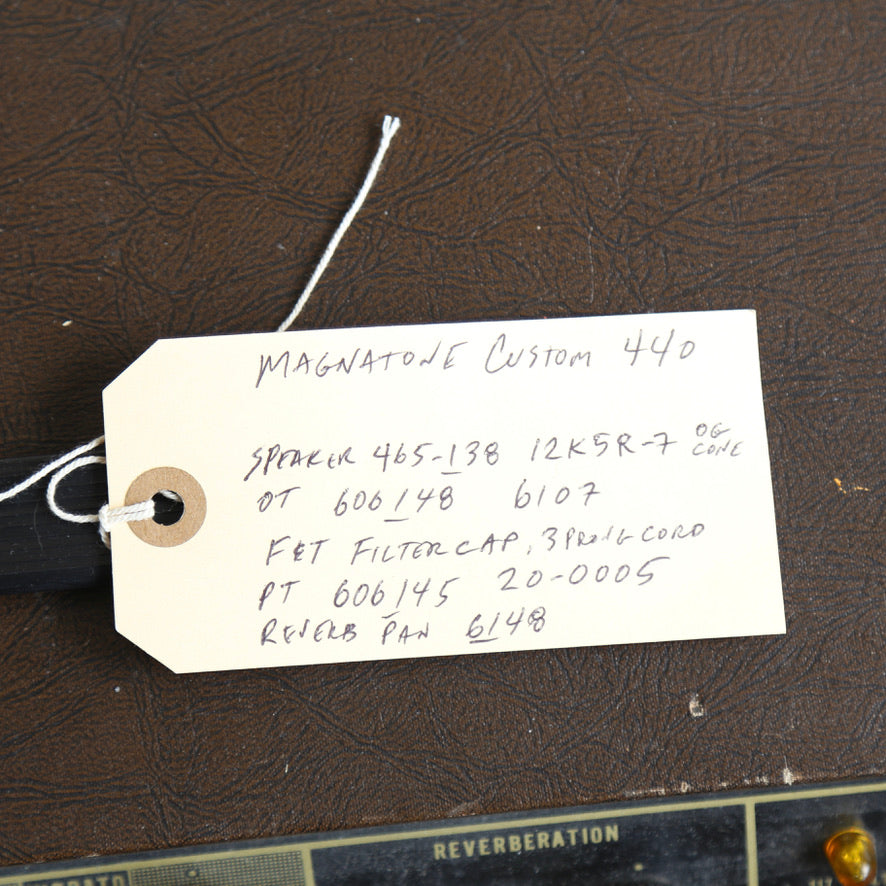 MAGNATONE CUSTOM 440
SPEAKER 465-138 12K5R-7 OG CONE
OT 606148 6107
F&T FILTER CAP, 3 PRONG CORD
PT 606145 20-0005
REVERB PAN 6148
REVERBERATION